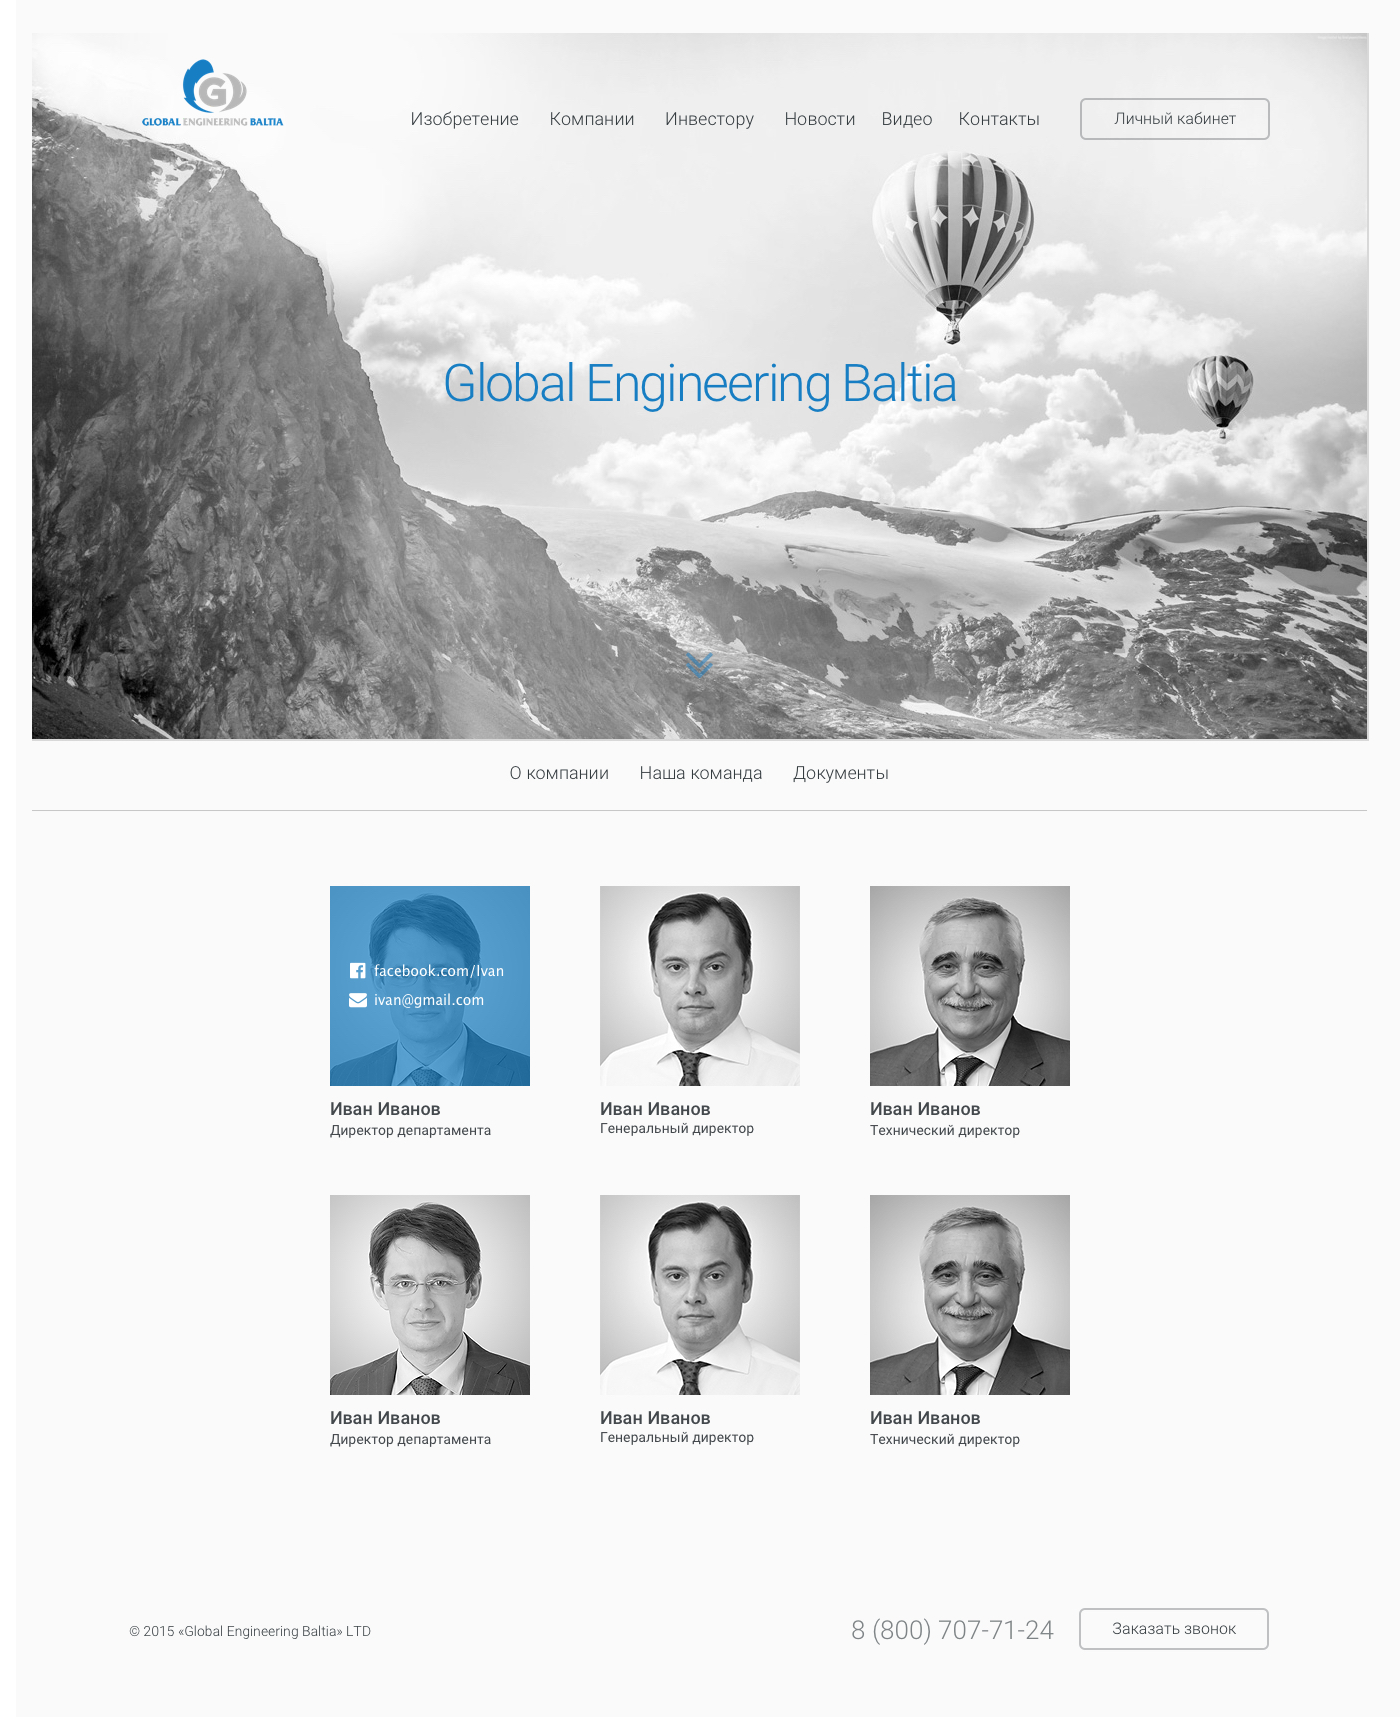 GLOBAL ENGINEERING BALTIA
Изобретение Компании Инвестору Новости Видео Контакты Личный кабинет
Global Engineering Baltia
О компании Наша команда Документы
facebook.com/Ivan
ivan@gmail.com
Иван Иванов
Директор департамента
Иван Иванов
Генеральный директор
Иван Иванов
Технический директор
Иван Иванов
Директор департамента
Иван Иванов
Генеральный директор
Иван Иванов
Технический директор
© 2015 «Global Engineering Baltia» LTD
8 (800) 707-71-24
Заказать звонок